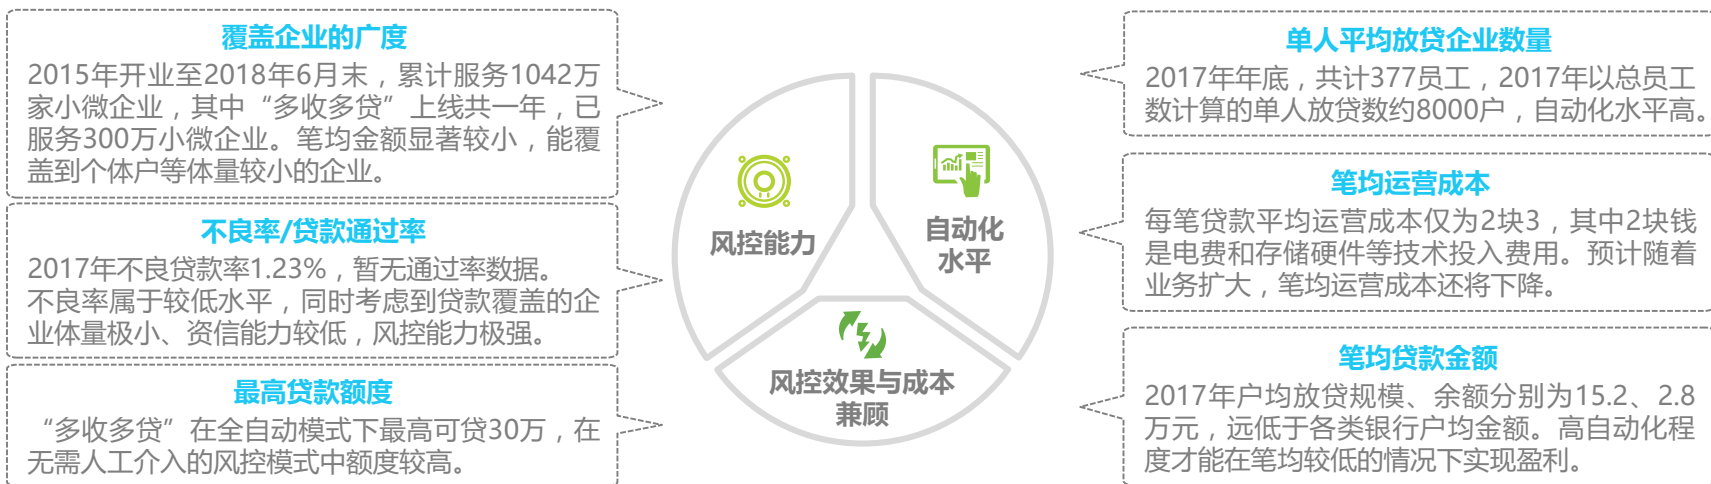 覆盖企业的广度
2015年开业至2018年6月末，累计服务1042万
家小微企业，其中“多收多贷”上线共一年，已
服务300万小微企业。笔均金额显著较小，能覆
盖到个体户等体量较小的企业。
不良率/贷款通过率
2017年不良贷款率1.23%，暂无通过率数据。
不良率属于较低水平，同时考虑到贷款覆盖的企
业体量极小、资信能力较低，风控能力极强。
最高贷款额度
“多收多贷”在全自动模式下最高可贷30万，在
无需人工介入的风控模式中额度较高。
风控能力
自动化
水平
风控效果与成本
兼顾
单人平均放贷企业数量
2017年年底，共计377员工，2017年以总员工
数计算的单人放贷数约8000户，自动化水平高。
笔均运营成本
每笔贷款平均运营成本仅为2块3，其中2块钱
是电费和存储硬件等技术投入费用。预计随着
业务扩大，笔均运营成本还将下降。
笔均贷款金额
2017年户均放贷规模、余额分别为15.2、2.8
万元，远低于各类银行户均金额。高自动化程
度才能在笔均较低的情况下实现盈利。